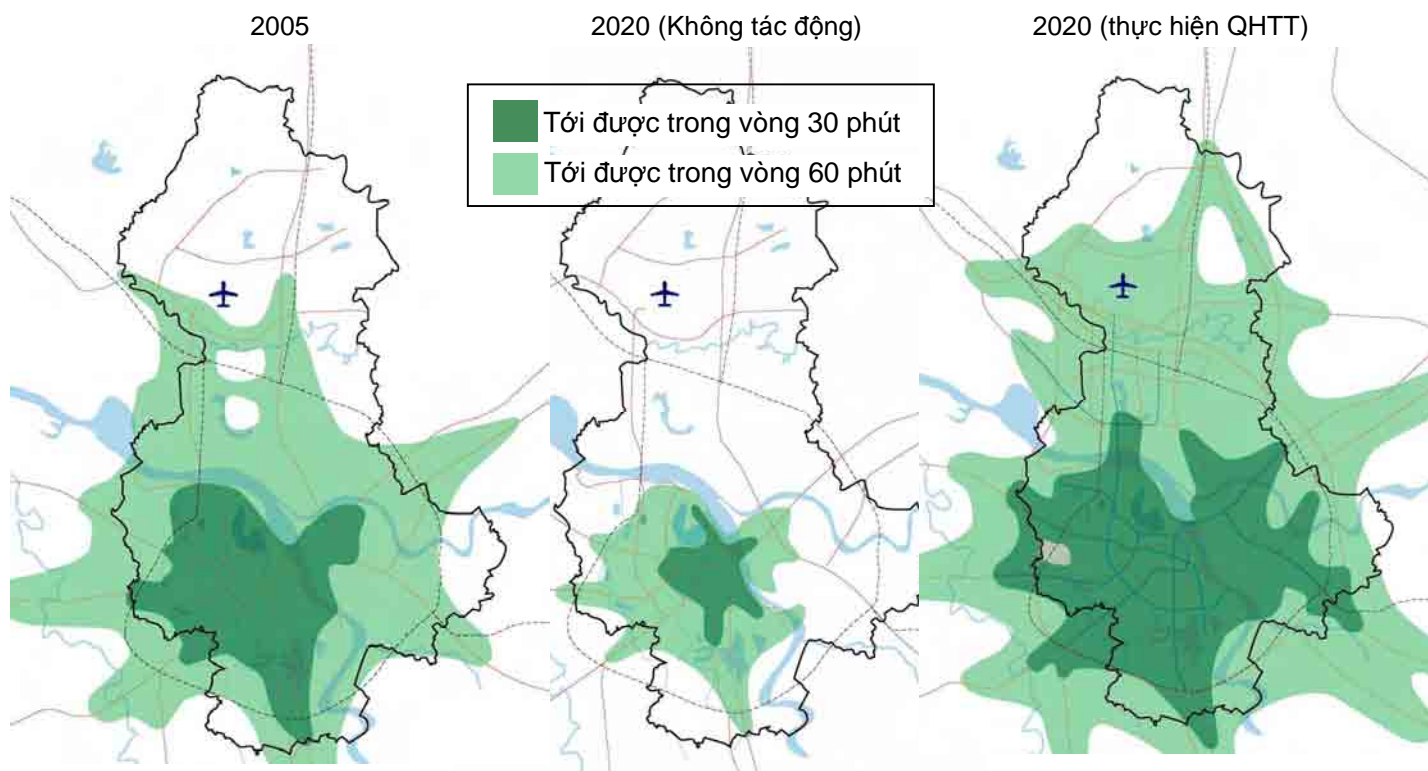 2005
2020 (Không tác động)
2020 (thực hiện QHTT)
Tới được trong vòng 30 phút
Tới được trong vòng 60 phút